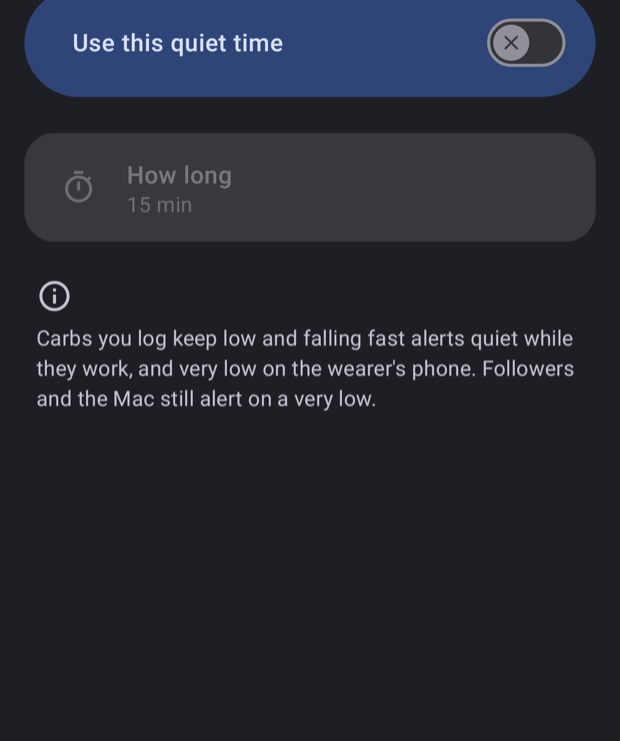 Use this quiet time
How long
15 min
Carbs you log keep low and falling fast alerts quiet while
they work, and very low on the wearer's phone. Followers
and the Mac still alert on a very low.